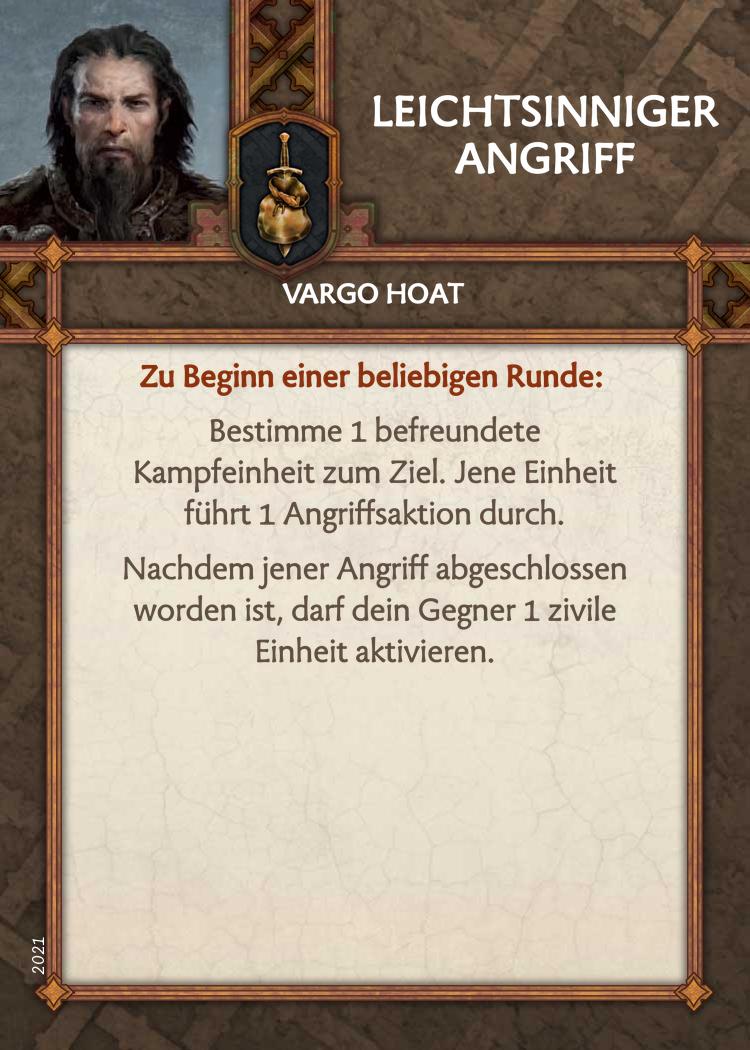 LEICHTSINNIGER
ANGRIFF
VARGO HOAT
Zu Beginn einer beliebigen Runde:
Bestimme 1 befreundete
Kampfeinheit zum Ziel. Jene Einheit
führt 1 Angriffsaktion durch.
Nachdem jener Angriff abgeschlossen
worden ist, darf dein Gegner 1 zivile
Einheit aktivieren.
2021